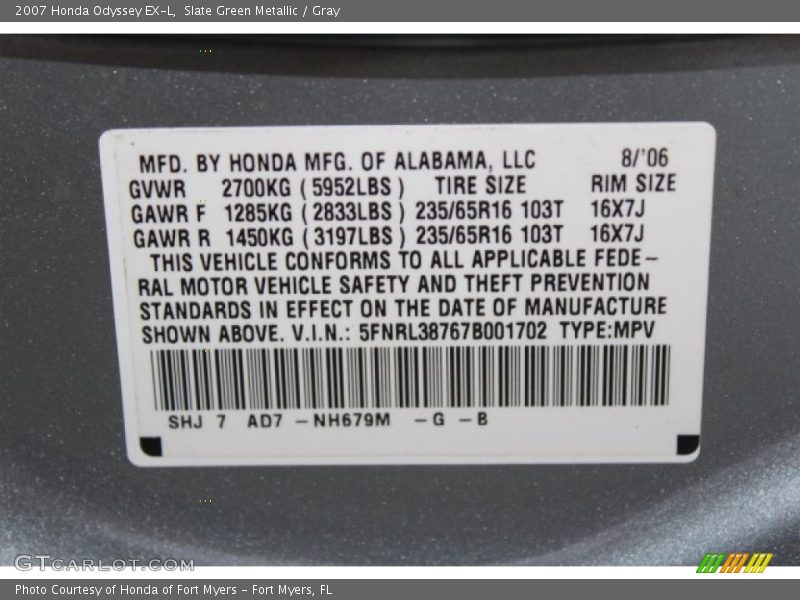 2007 Honda Odyssey EX-L, Slate Green Metallic / Gray
MFD. BY HONDA MFG. OF ALABAMA, LLC 8/'06
GVWR 2700KG (5952LBS) TIRE SIZE RIM SIZE
GAWR F 1285KG (2833LBS) 235/65R16 103T 16X7J
GAWR R 1450KG (3197LBS) 235/65R16 103T 16X7J
THIS VEHICLE CONFORMS TO ALL APPLICABLE FEDE-
RAL MOTOR VEHICLE SAFETY AND THEFT PREVENTION
STANDARDS IN EFFECT ON THE DATE OF MANUFACTURE
SHOWN ABOVE. V.I.N.: 5FNRL38767B001702 TYPE:MPV
SHJ 7 AD7 -NH679M -G -B
GTCARLOT.COM
Photo Courtesy of Honda of Fort Myers - Fort Myers, FL